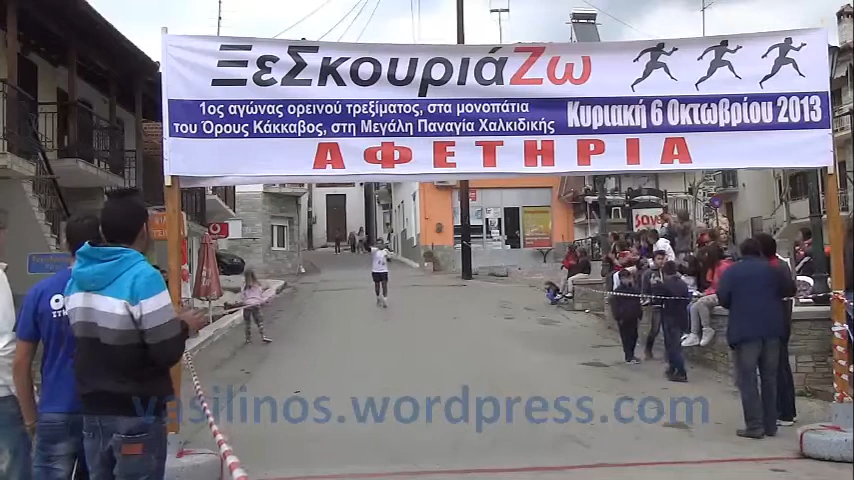 ΞεΣκουριάΖω
1ος αγώνας ορεινού τρεξίματος, στα μονοπάτια
του Όρους Κάκκαβος, στη Μεγάλη Παναγία Χαλκιδικής
Κυριακή 6 Οκτωβρίου 2013
ΑΦΕΤΗΡΙΑ
vasilinos.wordpress.com